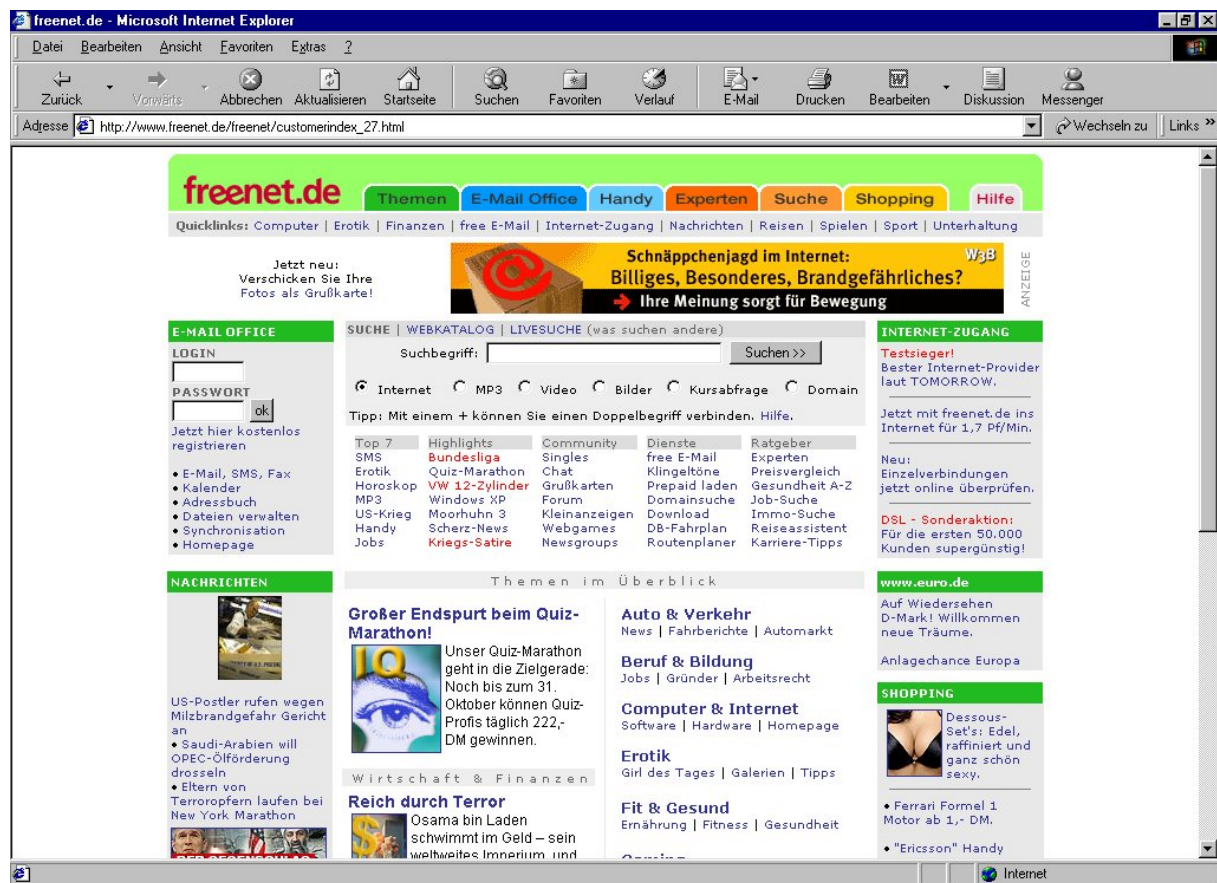 freenet.de - Microsoft Internet Explorer
Datei Bearbeiten Ansicht Favoriten Extras ?
Zurück Vorwärts Abbrechen Aktualisieren Startseite Suchen Favoriten Verlauf E-Mail Drucken Bearbeiten Diskussion Messenger
Adresse http://www.freenet.de/freenet/customerindex_27.html Wechseln zu Links »
freenet.de Themen E-Mail Office Handy Experten Suche Shopping Hilfe
Quicklinks: Computer | Erotik | Finanzen | free E-Mail | Internet-Zugang | Nachrichten | Reisen | Spielen | Sport | Unterhaltung
Jetzt neu:
Verschicken Sie Ihre
Fotos als Grußkarte!
@
Schnäppchenjagd im Internet:
W3B
Billiges, Besonderes, Brandgefährliches?
Ihre Meinung sorgt für Bewegung
ANZEIGE
E-MAIL OFFICE
LOGIN
PASSWORT
ok
Jetzt hier kostenlos
registrieren
• E-Mail, SMS, Fax
• Kalender
• Adressbuch
• Dateien verwalten
• Synchronisation
• Homepage
SUCHE | WEBKATALOG | LIVESUCHE (was suchen andere)
Suchbegriff: Suchen >>
Internet MP3 Video Bilder Kursabfrage Domain
Tipp: Mit einem + können Sie einen Doppelbegriff verbinden. Hilfe.
Top 7 Highlights Community Dienste Ratgeber
SMS Bundesliga Singles free E-Mail Experten
Erotik Quiz-Marathon Chat Klingeltöne Preisvergleich
Horoskop VW 12-Zylinder Grußkarten Prepaid laden Gesundheit A-Z
MP3 Windows XP Forum Domainsuche Job-Suche
US-Krieg Moorhuhn 3 Kleinanzeigen Download Immo-Suche
Handy Scherz-News Webgames DB-Fahrplan Reiseassistent
Jobs Kriegs-Satire Newsgroups Routenplaner Karriere-Tipps
INTERNET-ZUGANG
Testsieger!
Bester Internet-Provider
laut TOMORROW.
Jetzt mit freenet.de ins
Internet für 1,7 Pf/Min.
Neu:
Einzelverbindungen
jetzt online überprüfen.
DSL - Sonderaktion:
Für die ersten 50.000
Kunden supergünstig!
NACHRICHTEN
US-Postler rufen wegen
Milzbrandgefahr Gericht
an
• Saudi-Arabien will
OPEC-Ölförderung
drosseln
• Eltern von
Terroropfern laufen bei
New York Marathon
DER GEGENSCHLAG
Themen im Überblick
Großer Endspurt beim Quiz-
Marathon!
IQ
Unser Quiz-Marathon
geht in die Zielgerade:
Noch bis zum 31.
Oktober können Quiz-
Profis täglich 222,-
DM gewinnen.
Wirtschaft & Finanzen
Reich durch Terror
Osama bin Laden
schwimmt im Geld – sein
weltweites Imperium und
Auto & Verkehr
News | Fahrberichte | Automarkt
Beruf & Bildung
Jobs | Gründer | Arbeitsrecht
Computer & Internet
Software | Hardware | Homepage
Erotik
Girl des Tages | Galerien | Tipps
Fit & Gesund
Ernährung | Fitness | Gesundheit
www.euro.de
Auf Wiedersehen
D-Mark! Willkommen
neue Träume.
Anlagechance Europa
SHOPPING
Dessous-
Set's: Edel,
raffiniert und
ganz schön
sexy.
• Ferrari Formel 1
Motor ab 1,- DM.
• "Ericsson" Handy
Internet